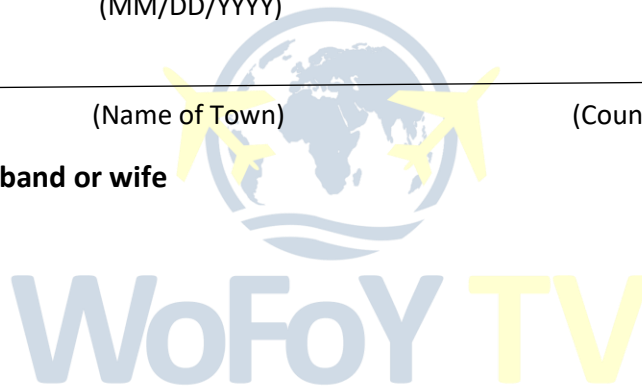 (MM/DD/YYYY)
(Name of Town) (Coun
band or wife
WoFoY TV